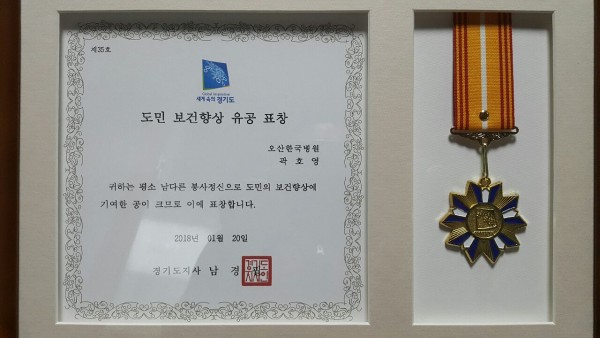 제35호
세계속의 경기도
도민 보건향상 유공 표창
오산한국병원
곽 호 영
귀하는 평소 남다른 봉사정신으로 도민의 보건향상에
기여한 공이 크므로 이에 표창합니다.
2018년 01월 20일
경기도지사 남 경